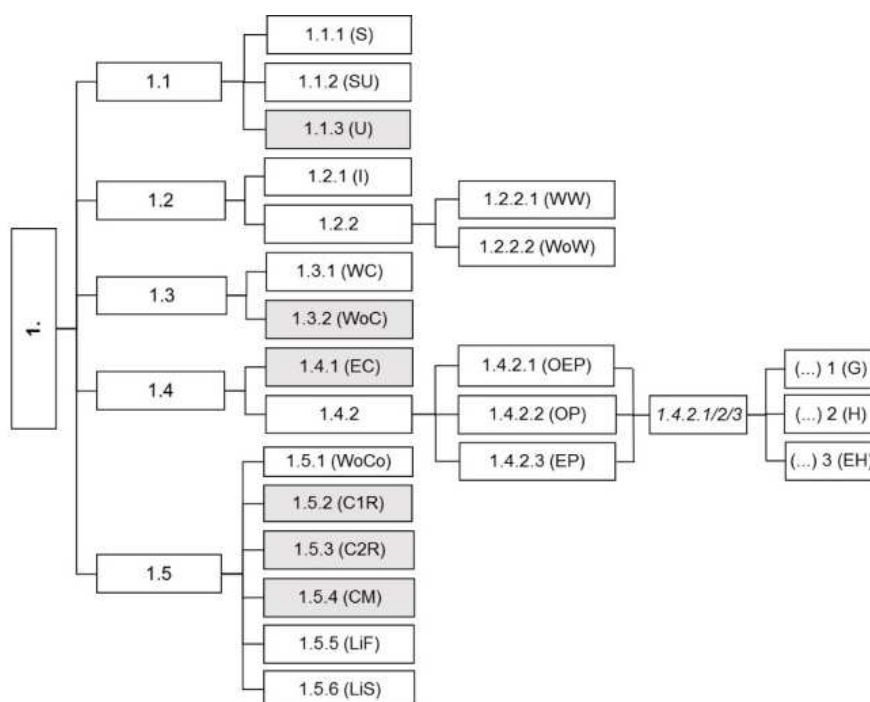 1.
1.1
1.1.1 (S)
1.1.2 (SU)
1.1.3 (U)
1.2
1.2.1 (I)
1.2.2
1.2.2.1 (WW)
1.2.2.2 (WoW)
1.3
1.3.1 (WC)
1.3.2 (WoC)
1.4
1.4.1 (EC)
1.4.2
1.4.2.1 (OEP)
1.4.2.2 (OP)
1.4.2.3 (EP)
1.4.2.1/2/3
(...) 1 (G)
(...) 2 (H)
(...) 3 (EH)
1.5
1.5.1 (WoCo)
1.5.2 (C1R)
1.5.3 (C2R)
1.5.4 (CM)
1.5.5 (LiF)
1.5.6 (LiS)